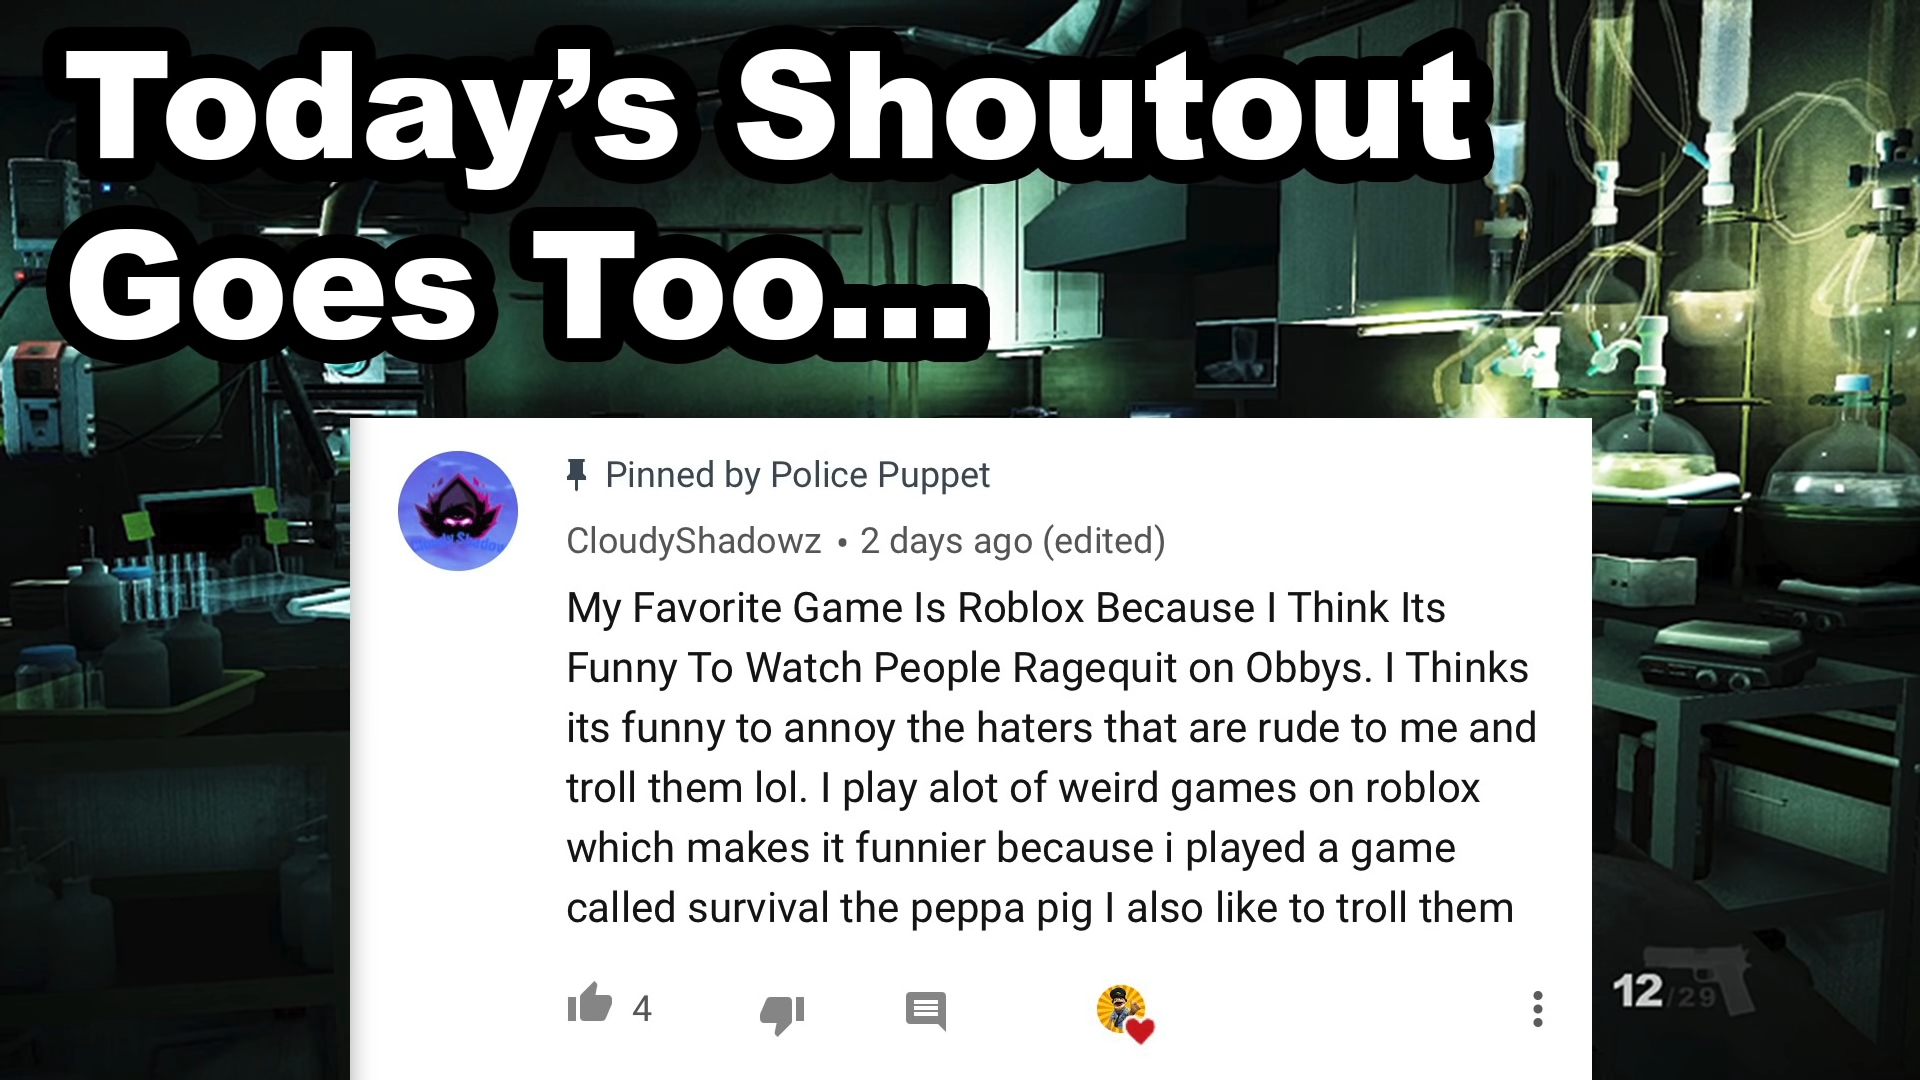 Today's Shoutout
Goes Too...
Pinned by Police Puppet
CloudyShadowz • 2 days ago (edited)
My Favorite Game Is Roblox Because I Think Its
Funny To Watch People Ragequit on Obbys. I Thinks
its funny to annoy the haters that are rude to me and
troll them lol. I play alot of weird games on roblox
which makes it funnier because i played a game
called survival the peppa pig I also like to troll them
4
12/29